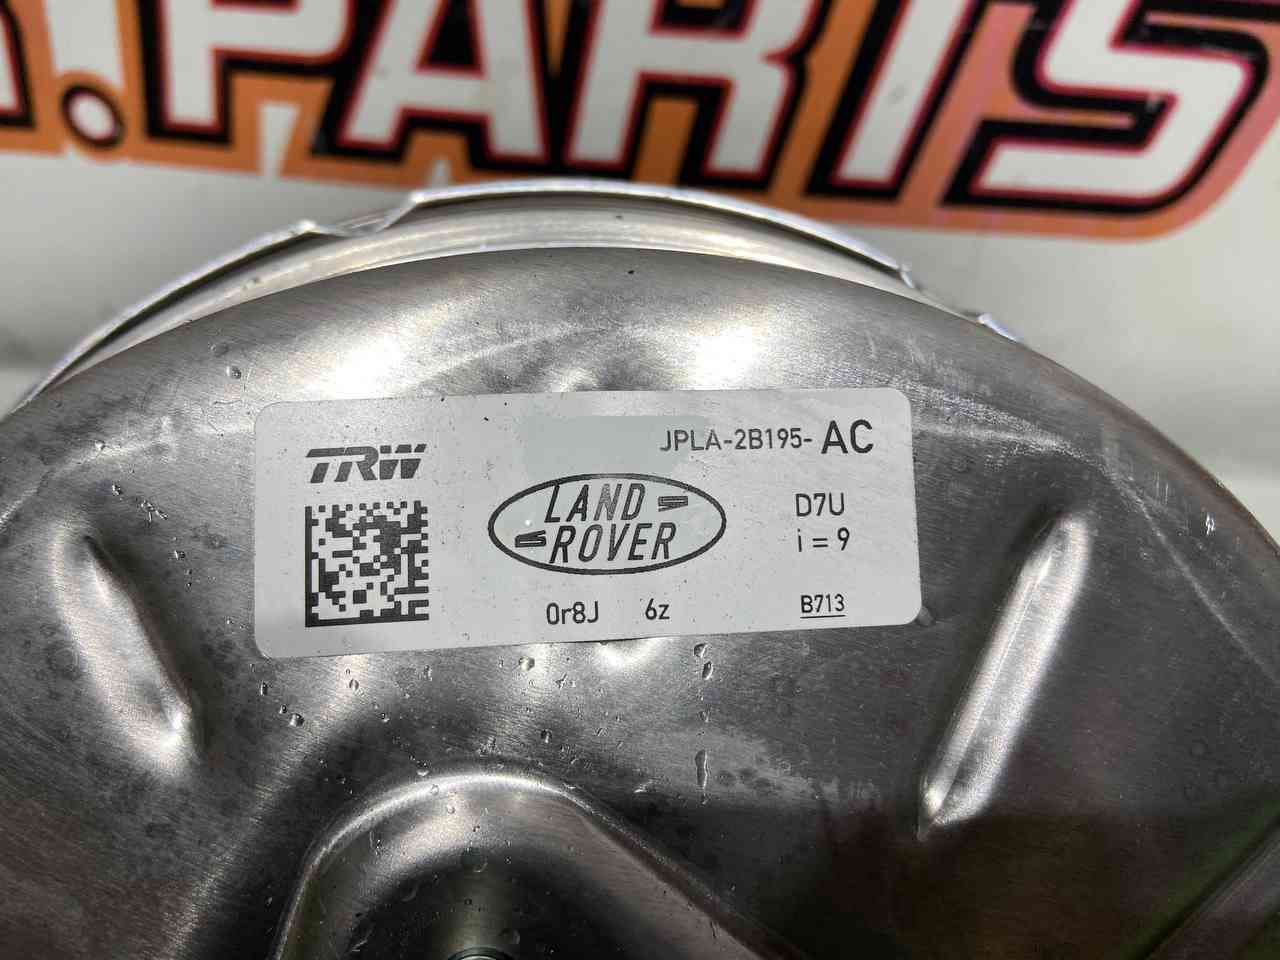 .PARTS
TRW
JPLA-2B195- AC
LAND
ROVER
D7U
i = 9
0r8J 6z
B713